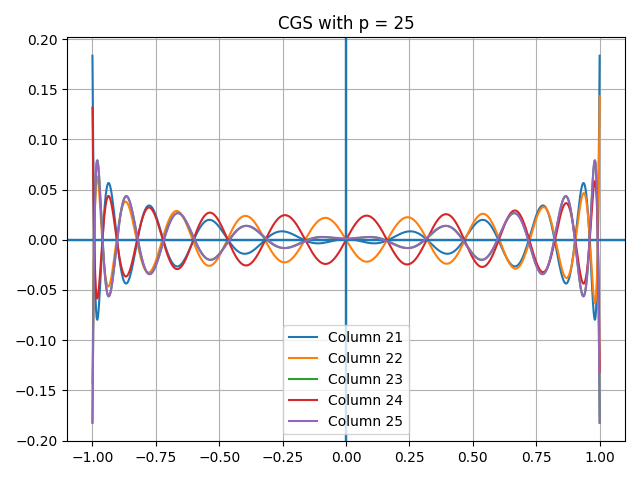 CGS with p = 25
0.20
0.15
0.10
0.05
0.00
−0.05
−0.10
−0.15
−0.20
Column 21
Column 22
Column 23
Column 24
Column 25
−1.00 −0.75 −0.50 −0.25 0.00 0.25 0.50 0.75 1.00